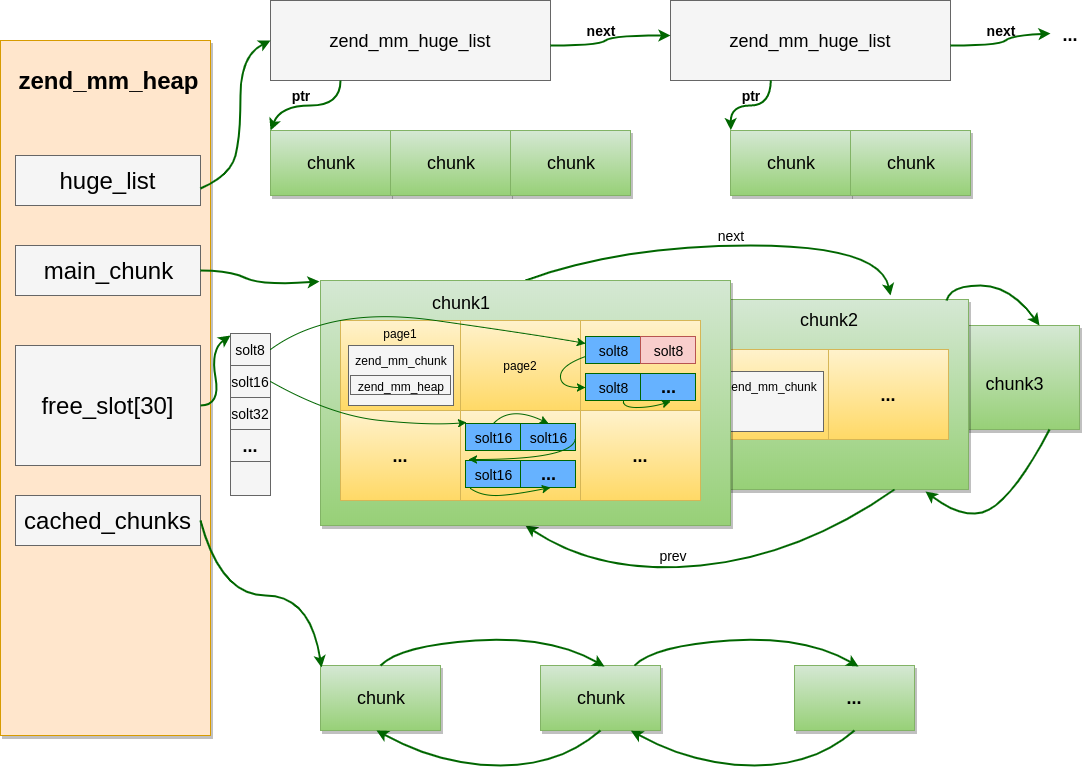 zend_mm_heap
huge_list
main_chunk
free_slot[30]
cached_chunks
zend_mm_huge_list
next
zend_mm_huge_list
next
...
ptr
ptr
chunk
chunk
chunk
chunk
chunk
next
solt8
solt16
solt32
...
chunk1
page1
zend_mm_chunk
zend_mm_heap
page2
solt8
solt8
solt8
...
...
solt16
solt16
solt16
...
...
chunk2
end_mm_chunk
...
chunk3
prev
chunk
chunk
...